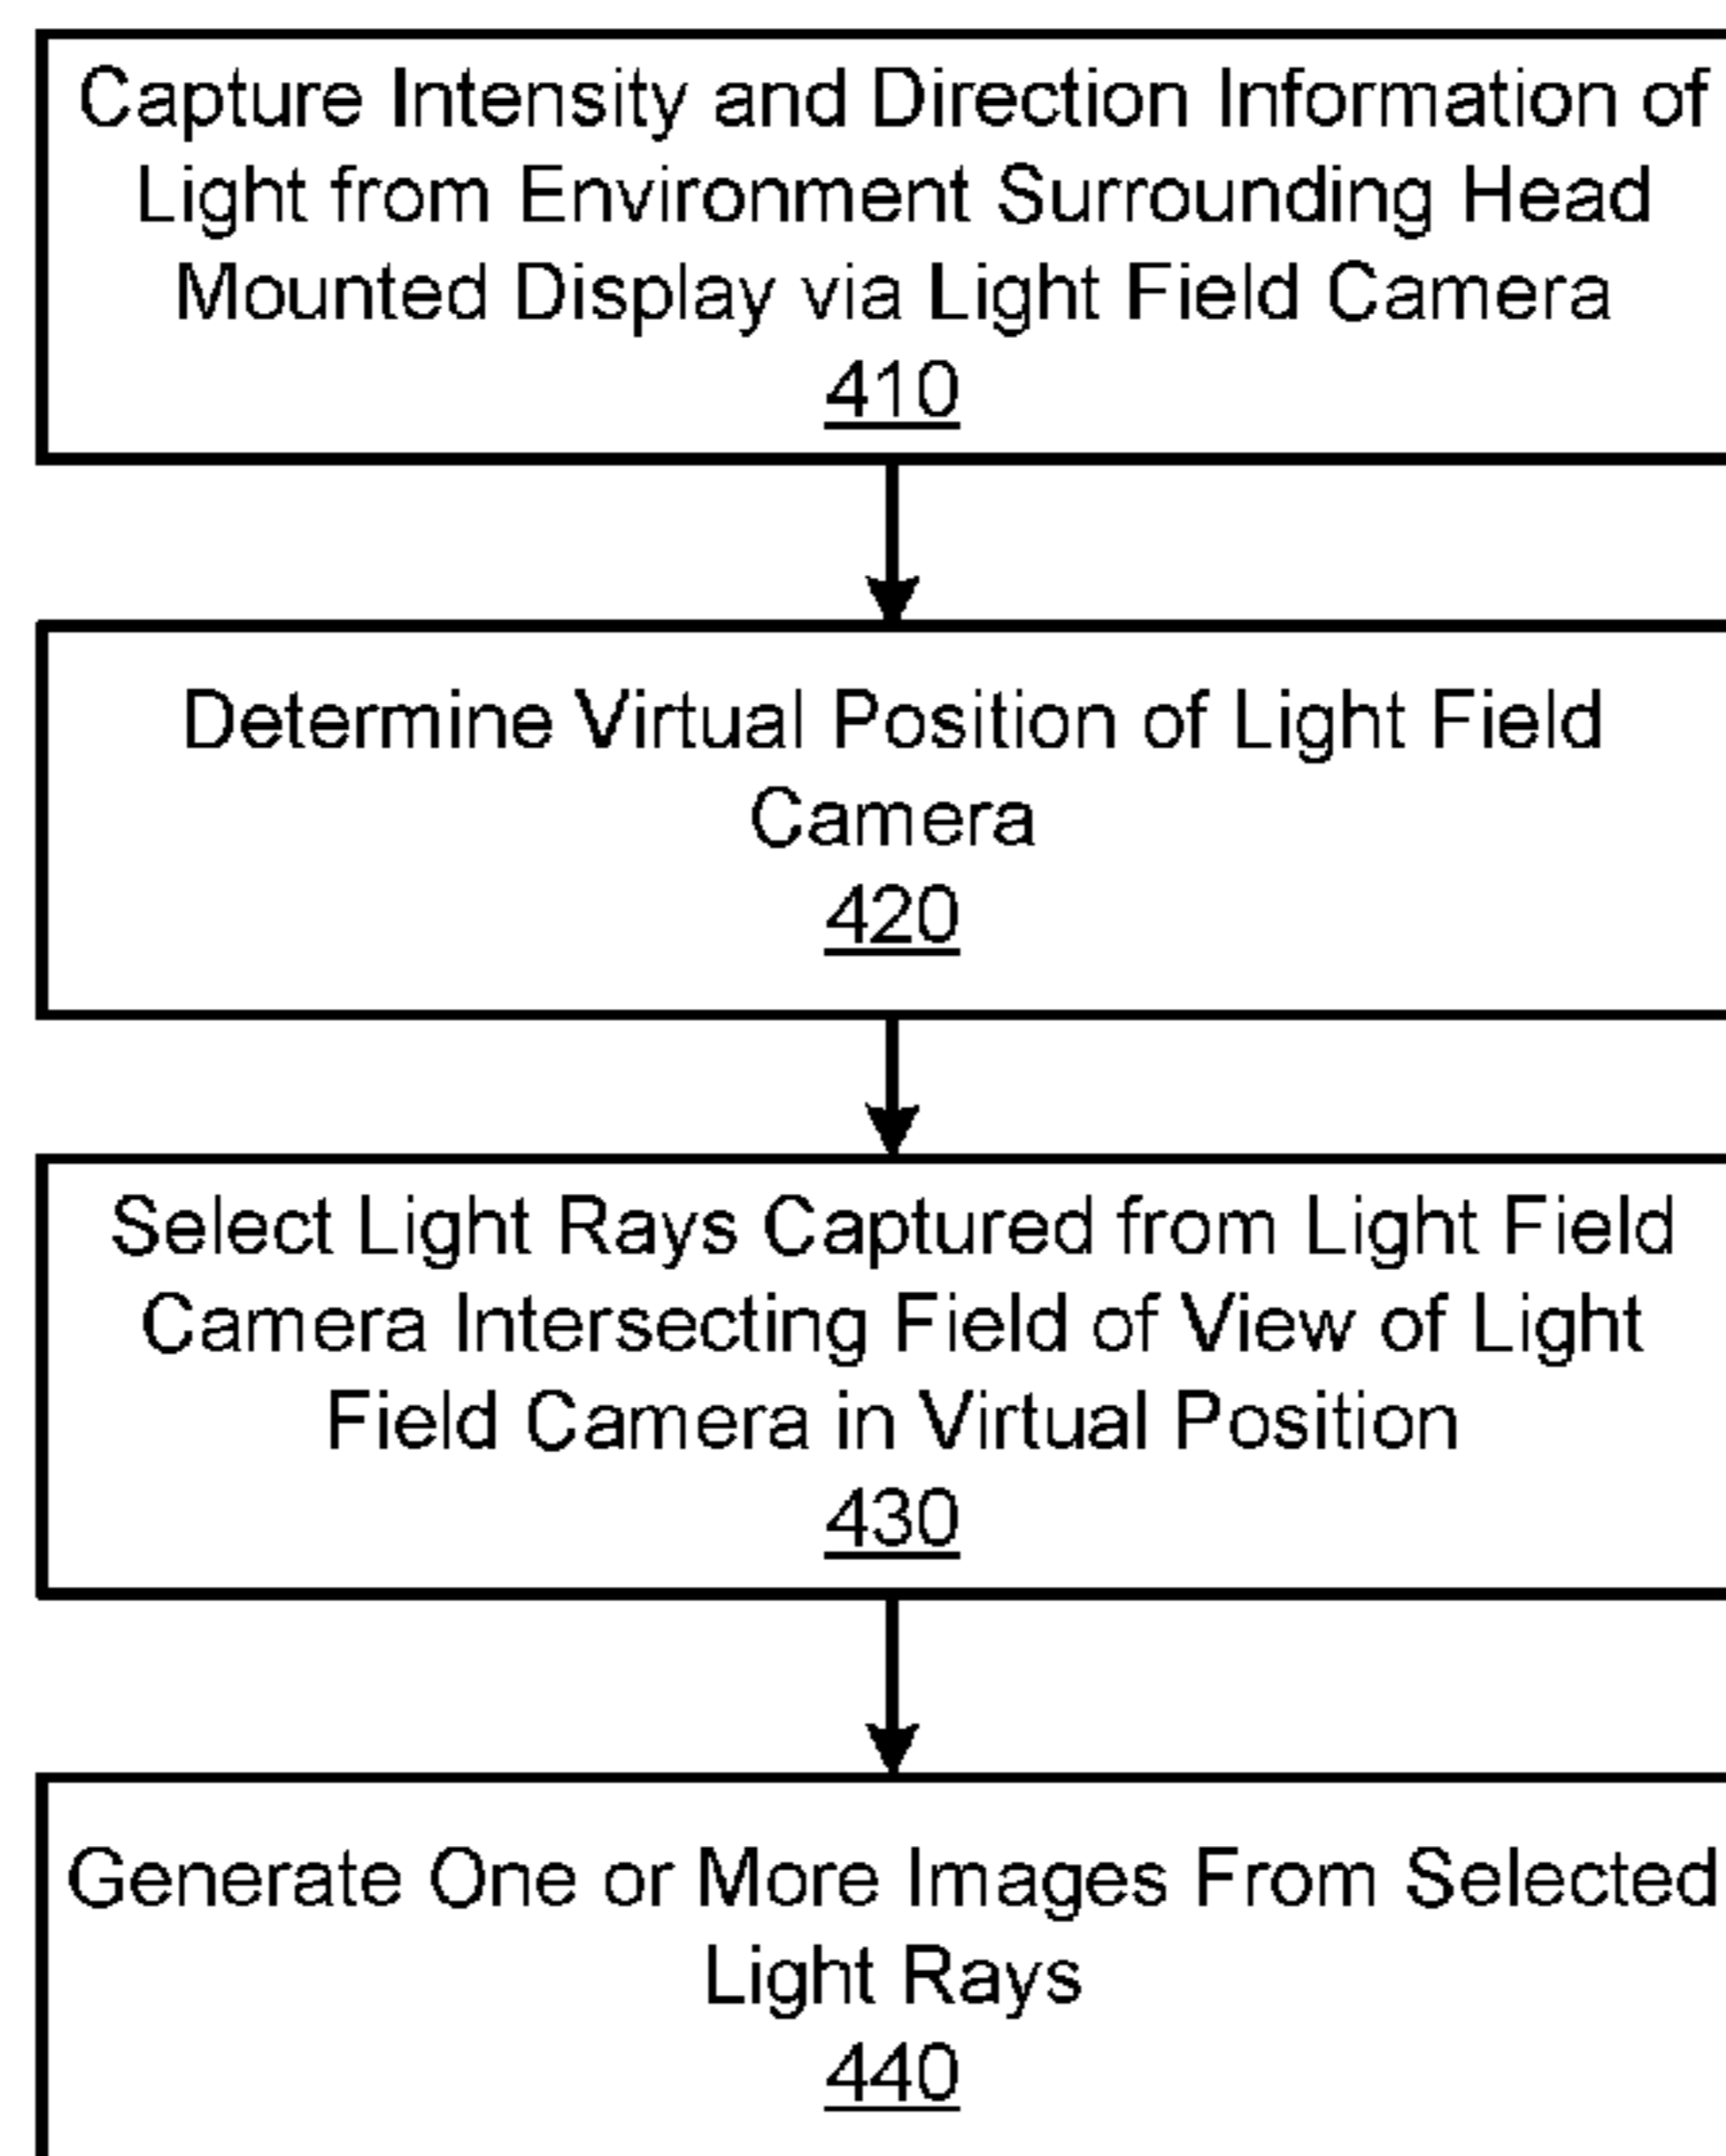 Capture Intensity and Direction Information of
Light from Environment Surrounding Head
Mounted Display via Light Field Camera
410
Determine Virtual Position of Light Field
Camera
420
Select Light Rays Captured from Light Field
Camera Intersecting Field of View of Light
Field Camera in Virtual Position
430
Generate One or More Images From Selected
Light Rays
440